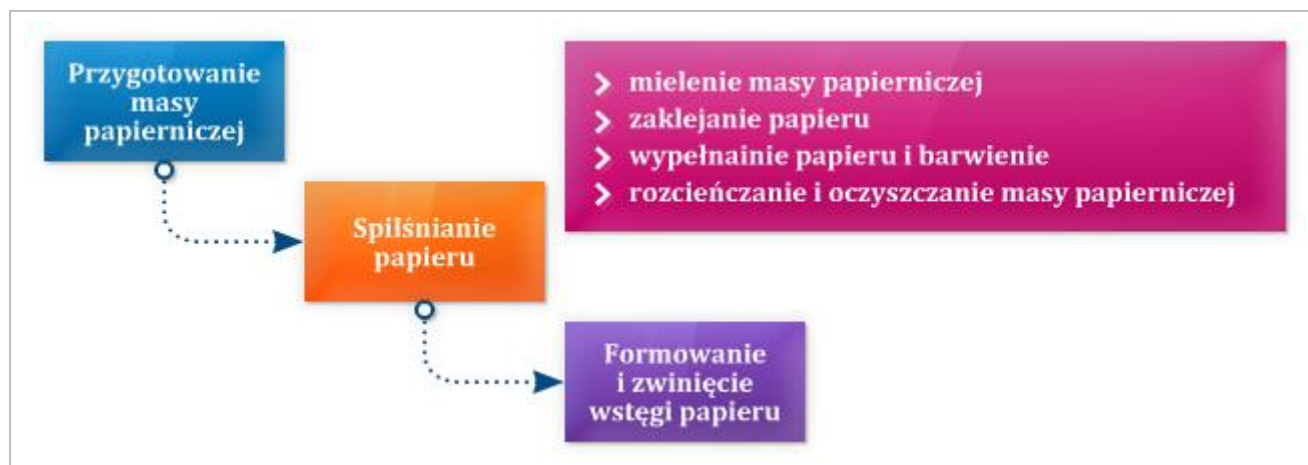 Przygotowanie
masy
papierniczej
mielenie masy papierniczej
zaklejanie papieru
wypełnainie papieru i barwienie
rozcieńczanie i oczyszczanie masy papierniczej
Spilśnianie
papieru
Formowanie
i zwinięcie
wstęgi papieru